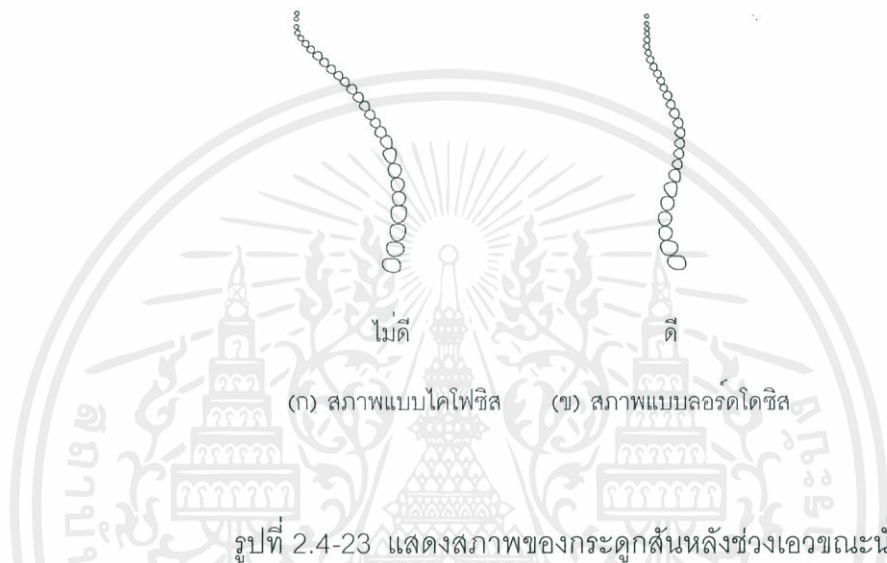 ไม่ดี ดี
(ก) สภาพแบบไคโฟซิส (ข) สภาพแบบลอร์ดโดซิส
รูปที่ 2.4-23 แสดงสภาพของกระดูกสันหลังช่วงเอวขณะ